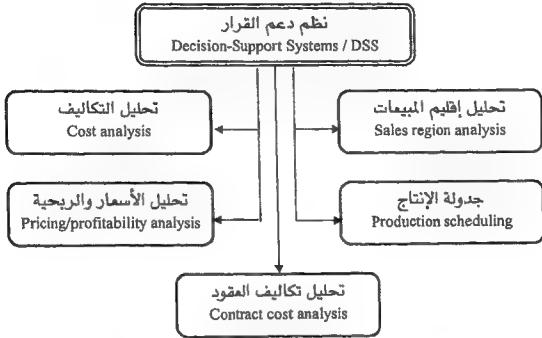 نظم دعم القرار
Decision-Support Systems / DSS
تحليل إقليم المبيعات
Sales region analysis
تحليل التكاليف
Cost analysis
جدولة الإنتاج
Production scheduling
تحليل الأسعار والربحية
Pricing/profitability analysis
تحليل تكاليف العقود
Contract cost analysis